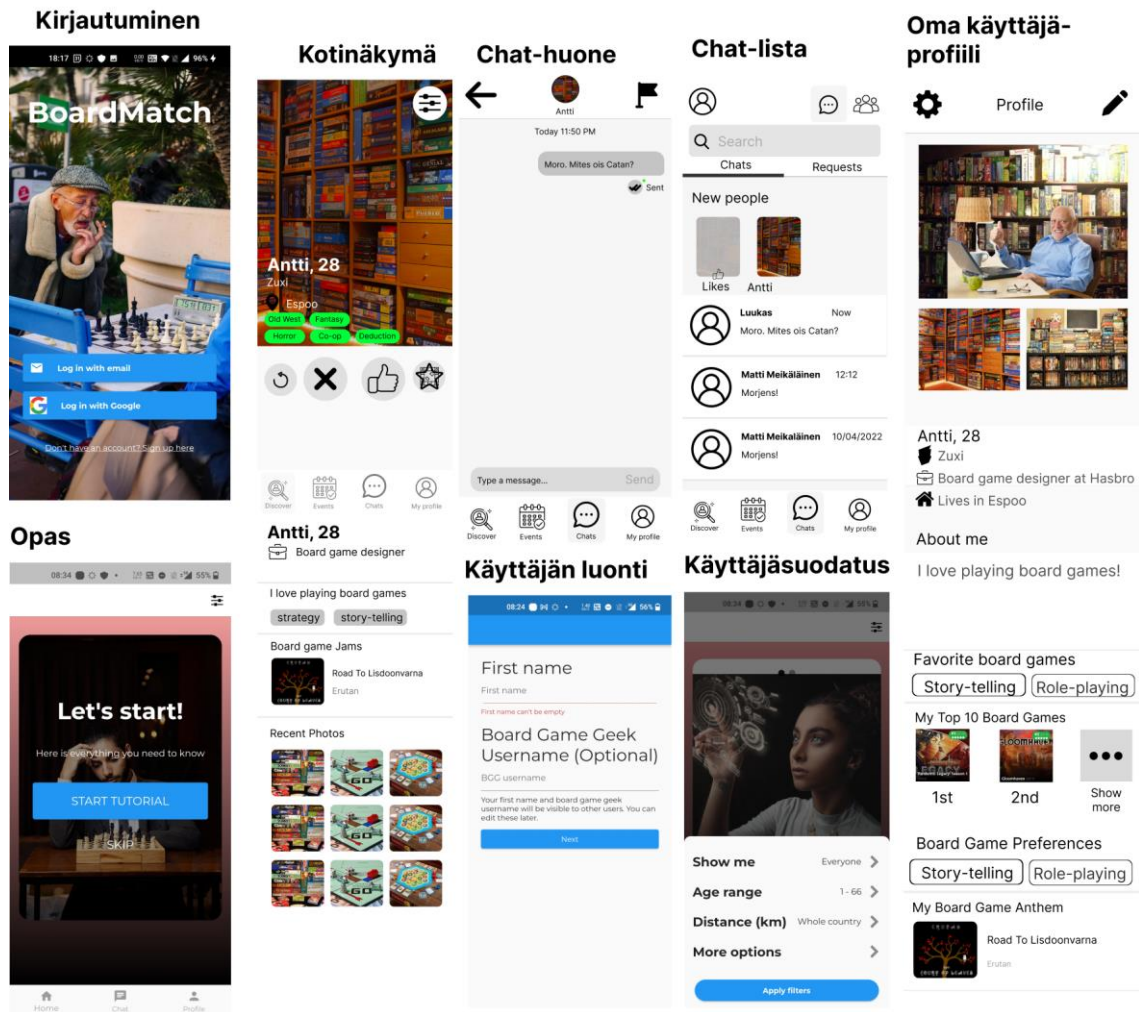 Kirjautuminen
18:17
96%
BoardMatch
Log in with email
Log in with Google
Don't have an account? Sign up here
Opas
08:34
55%
Let's start!
Here is everything you need to know
START TUTORIAL
SKIP
Home
Chat
Profile
Kotinäkymä
Antti, 28
Zuxi
Espoo
Old West
Fantasy
Horror
Co-op
Deduction
Discover
Events
Chats
My profile
Antti, 28
Board game designer
I love playing board games
strategy
story-telling
Board game Jams
Road To Lisdoonvarna
Erutan
Recent Photos
Chat-huone
Antti
Today 11:50 PM
Moro. Mites ois Catan?
Sent
Type a message...
Send
Discover
Events
Chats
My profile
Käyttäjän luonti
08:24
56%
First name
First name
First name can't be empty
Board Game Geek
Username (Optional)
BGG username
Your first name and board game geek
username will be visible to other users. You can
edit these later.
Next
Chat-lista
Search
Chats
Requests
New people
Likes
Antti
Luukas
Now
Moro. Mites ois Catan?
Matti Meikäläinen
12:12
Morjens!
Matti Meikaläinen
10/04/2022
Morjens!
Discover
Events
Chats
My profile
Käyttäjäsuodatus
08:34
55%
Show me
Everyone
Age range
1 - 66
Distance (km)
Whole country
More options
Apply filters
Oma käyttäjä-
profiili
Profile
Antti, 28
Zuxi
Board game designer at Hasbro
Lives in Espoo
About me
I love playing board games!
Favorite board games
Story-telling
Role-playing
My Top 10 Board Games
1st
2nd
Show
more
Board Game Preferences
Story-telling
Role-playing
My Board Game Anthem
Road To Lisdoonvarna
Erutan